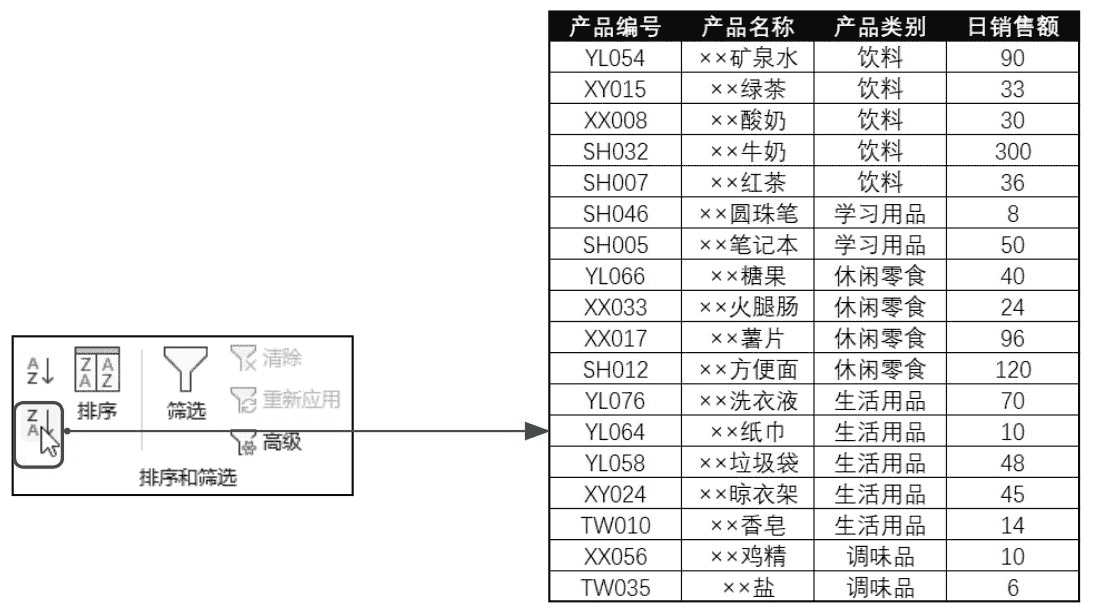 产品编号 产品名称 产品类别 日销售额
YL054 ××矿泉水 饮料 90
XY015 ××绿茶 饮料 33
XX008 ××酸奶 饮料 30
SH032 ××牛奶 饮料 300
SH007 ××红茶 饮料 36
SH046 ××圆珠笔 学习用品 8
SH005 ××笔记本 学习用品 50
YL066 ××糖果 休闲零食 40
XX033 ××火腿肠 休闲零食 24
XX017 ××薯片 休闲零食 96
SH012 ××方便面 休闲零食 120
YL076 ××洗衣液 生活用品 70
YL064 ××纸巾 生活用品 10
YL058 ××垃圾袋 生活用品 48
XY024 ××晾衣架 生活用品 45
TW010 ××香皂 生活用品 14
XX056 ××鸡精 调味品 10
TW035 ××盐 调味品 6
A Z
Z A
Z A A Z
排序
筛选
清除
重新应用
高级
排序和筛选